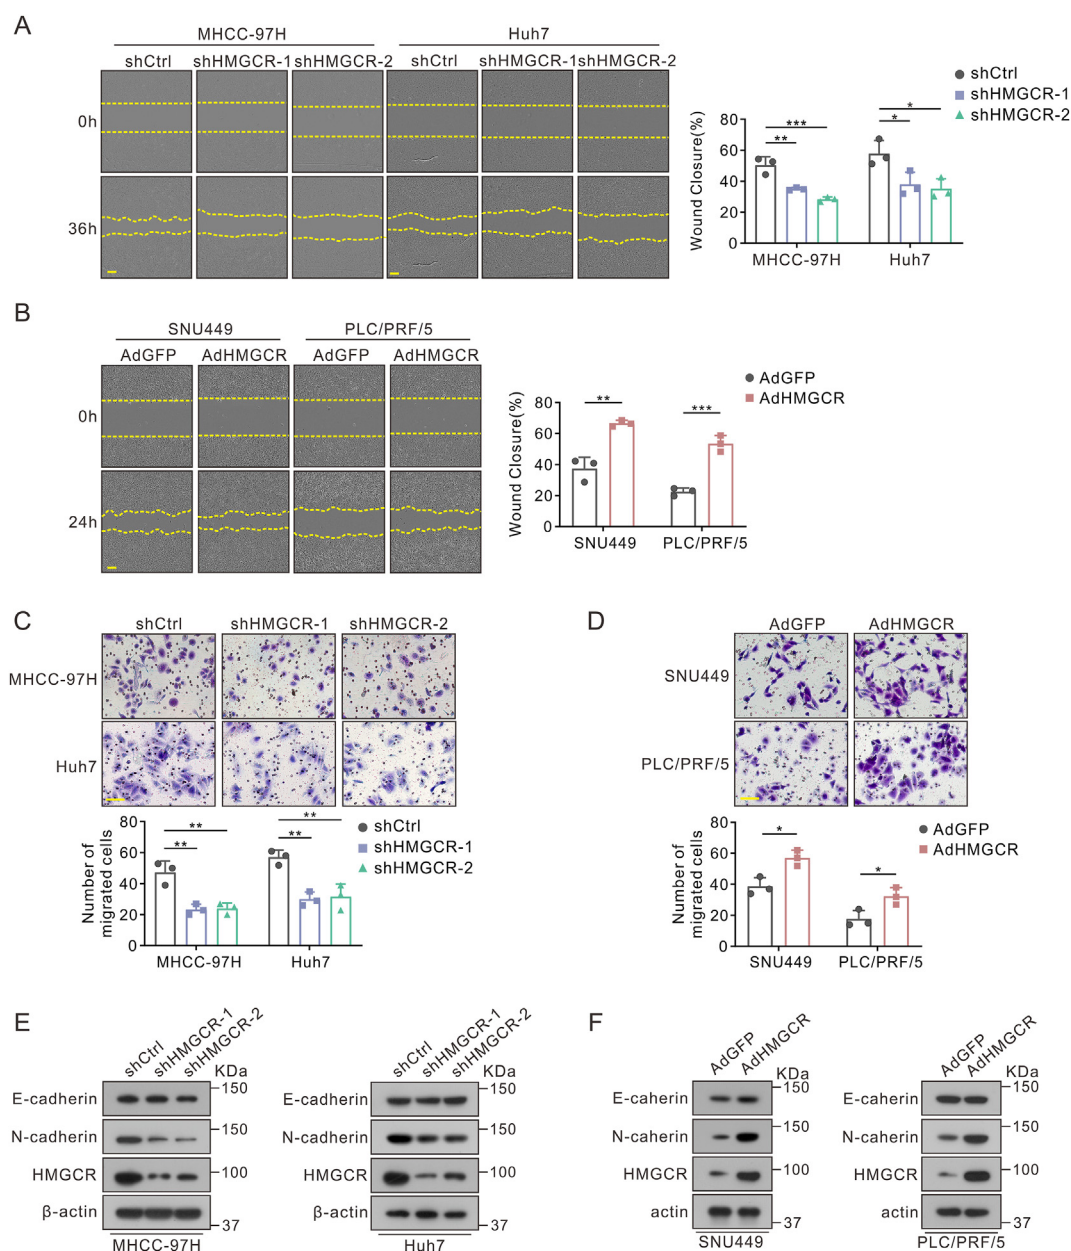 A
MHCC-97H Huh7
shCtrl shHMGCR-1 shHMGCR-2 shCtrl shHMGCR-1 shHMGCR-2
0h
36h
shCtrl
shHMGCR-1
shHMGCR-2
Wound Closure(%)
80
60
40
20
0
*** ** * *
MHCC-97H Huh7
B
SNU449 PLC/PRF/5
AdGFP AdHMGCR AdGFP AdHMGCR
0h
24h
AdGFP
AdHMGCR
Wound Closure(%)
80
60
40
20
0
** ***
SNU449 PLC/PRF/5
C
shCtrl shHMGCR-1 shHMGCR-2
MHCC-97H
Huh7
Number of
migrated cells
80
60
40
20
0
** ** ** **
shCtrl
shHMGCR-1
shHMGCR-2
MHCC-97H Huh7
D
AdGFP AdHMGCR
SNU449
PLC/PRF/5
Number of
migrated cells
80
60
40
20
0
* *
AdGFP
AdHMGCR
SNU449 PLC/PRF/5
E
shCtrl shHMGCR-1 shHMGCR-2 KDa
E-cadherin 150
N-cadherin 150
HMGCR 100
β-actin 37
MHCC-97H
shCtrl shHMGCR-1 shHMGCR-2 KDa
E-cadherin 150
N-cadherin 150
HMGCR 100
β-actin 37
Huh7
F
AdGFP AdHMGCR KDa
E-caherin 150
N-caherin 150
HMGCR 100
actin 37
SNU449
AdGFP AdHMGCR KDa
E-caherin 150
N-caherin 150
HMGCR 100
actin 37
PLC/PRF/5